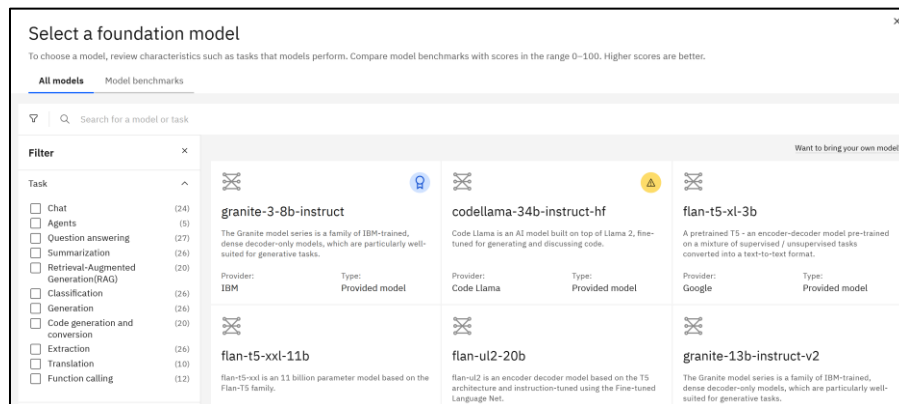 Select a foundation model
To choose a model, review characteristics such as tasks that models perform. Compare model benchmarks with scores in the range 0–100. Higher scores are better.
All models Model benchmarks
Search for a model or task
Filter
Want to bring your own model
Task
Chat (24)
Agents (5)
Question answering (27)
Summarization (26)
Retrieval-Augmented (20)
Generation(RAG)
Classification (26)
Generation (26)
Code generation and (20)
conversion
Extraction (26)
Translation (10)
Function calling (12)
granite-3-8b-instruct
The Granite model series is a family of IBM-trained,
dense decoder-only models, which are particularly well-
suited for generative tasks.
Provider: Type:
IBM Provided model
codellama-34b-instruct-hf
Code Llama is an AI model built on top of Llama 2, fine-
tuned for generating and discussing code.
Provider: Type:
Code Llama Provided model
flan-t5-xl-3b
A pretrained T5 - an encoder-decoder model pre-trained
on a mixture of supervised / unsupervised tasks
converted into a text-to-text format.
Provider: Type:
Google Provided model
flan-t5-xxl-11b
flan-t5-xxl is an 11 billion parameter model based on the
Flan-T5 family.
flan-ul2-20b
flan-ul2 is an encoder decoder model based on the T5
architecture and instruction-tuned using the Fine-tuned
Language Net.
granite-13b-instruct-v2
The Granite model series is a family of IBM-trained,
dense decoder-only models, which are particularly well-
suited for generative tasks.